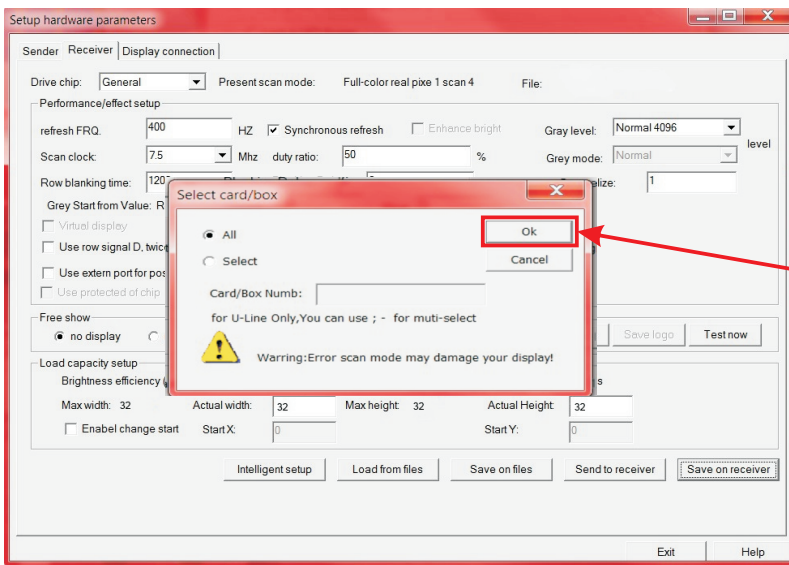 Setup hardware parameters
Sender Receiver Display connection
Drive chip: General Present scan mode: Full-color real pixe 1 scan 4 File:
Performance/effect setup
refresh FRQ. 400 HZ Synchronous refresh Enhance bright Gray level: Normal 4096 level
Scan clock: 7.5 Mhz duty ratio: 50 % Grey mode: Normal
Row blanking time: 1
Grey Start from Value:
Virtual display
Use row signal D, twice
Use extern port for pos
Use protected of chip
Select card/box
All
Ok
Select
Cancel
Card/Box Numb:
for U-Line Only,You can use ; - for muti-select
Warring:Error scan mode may damage your display!
Free show
no display Save logo Test now
Load capacity setup
Brightness efficiency
Max width: 32 Actual width: 32 Max height: 32 Actual Height: 32
Enabel change start Start X: 0 Start Y: 0
Intelligent setup Load from files Save on files Send to receiver Save on receiver
Exit Help